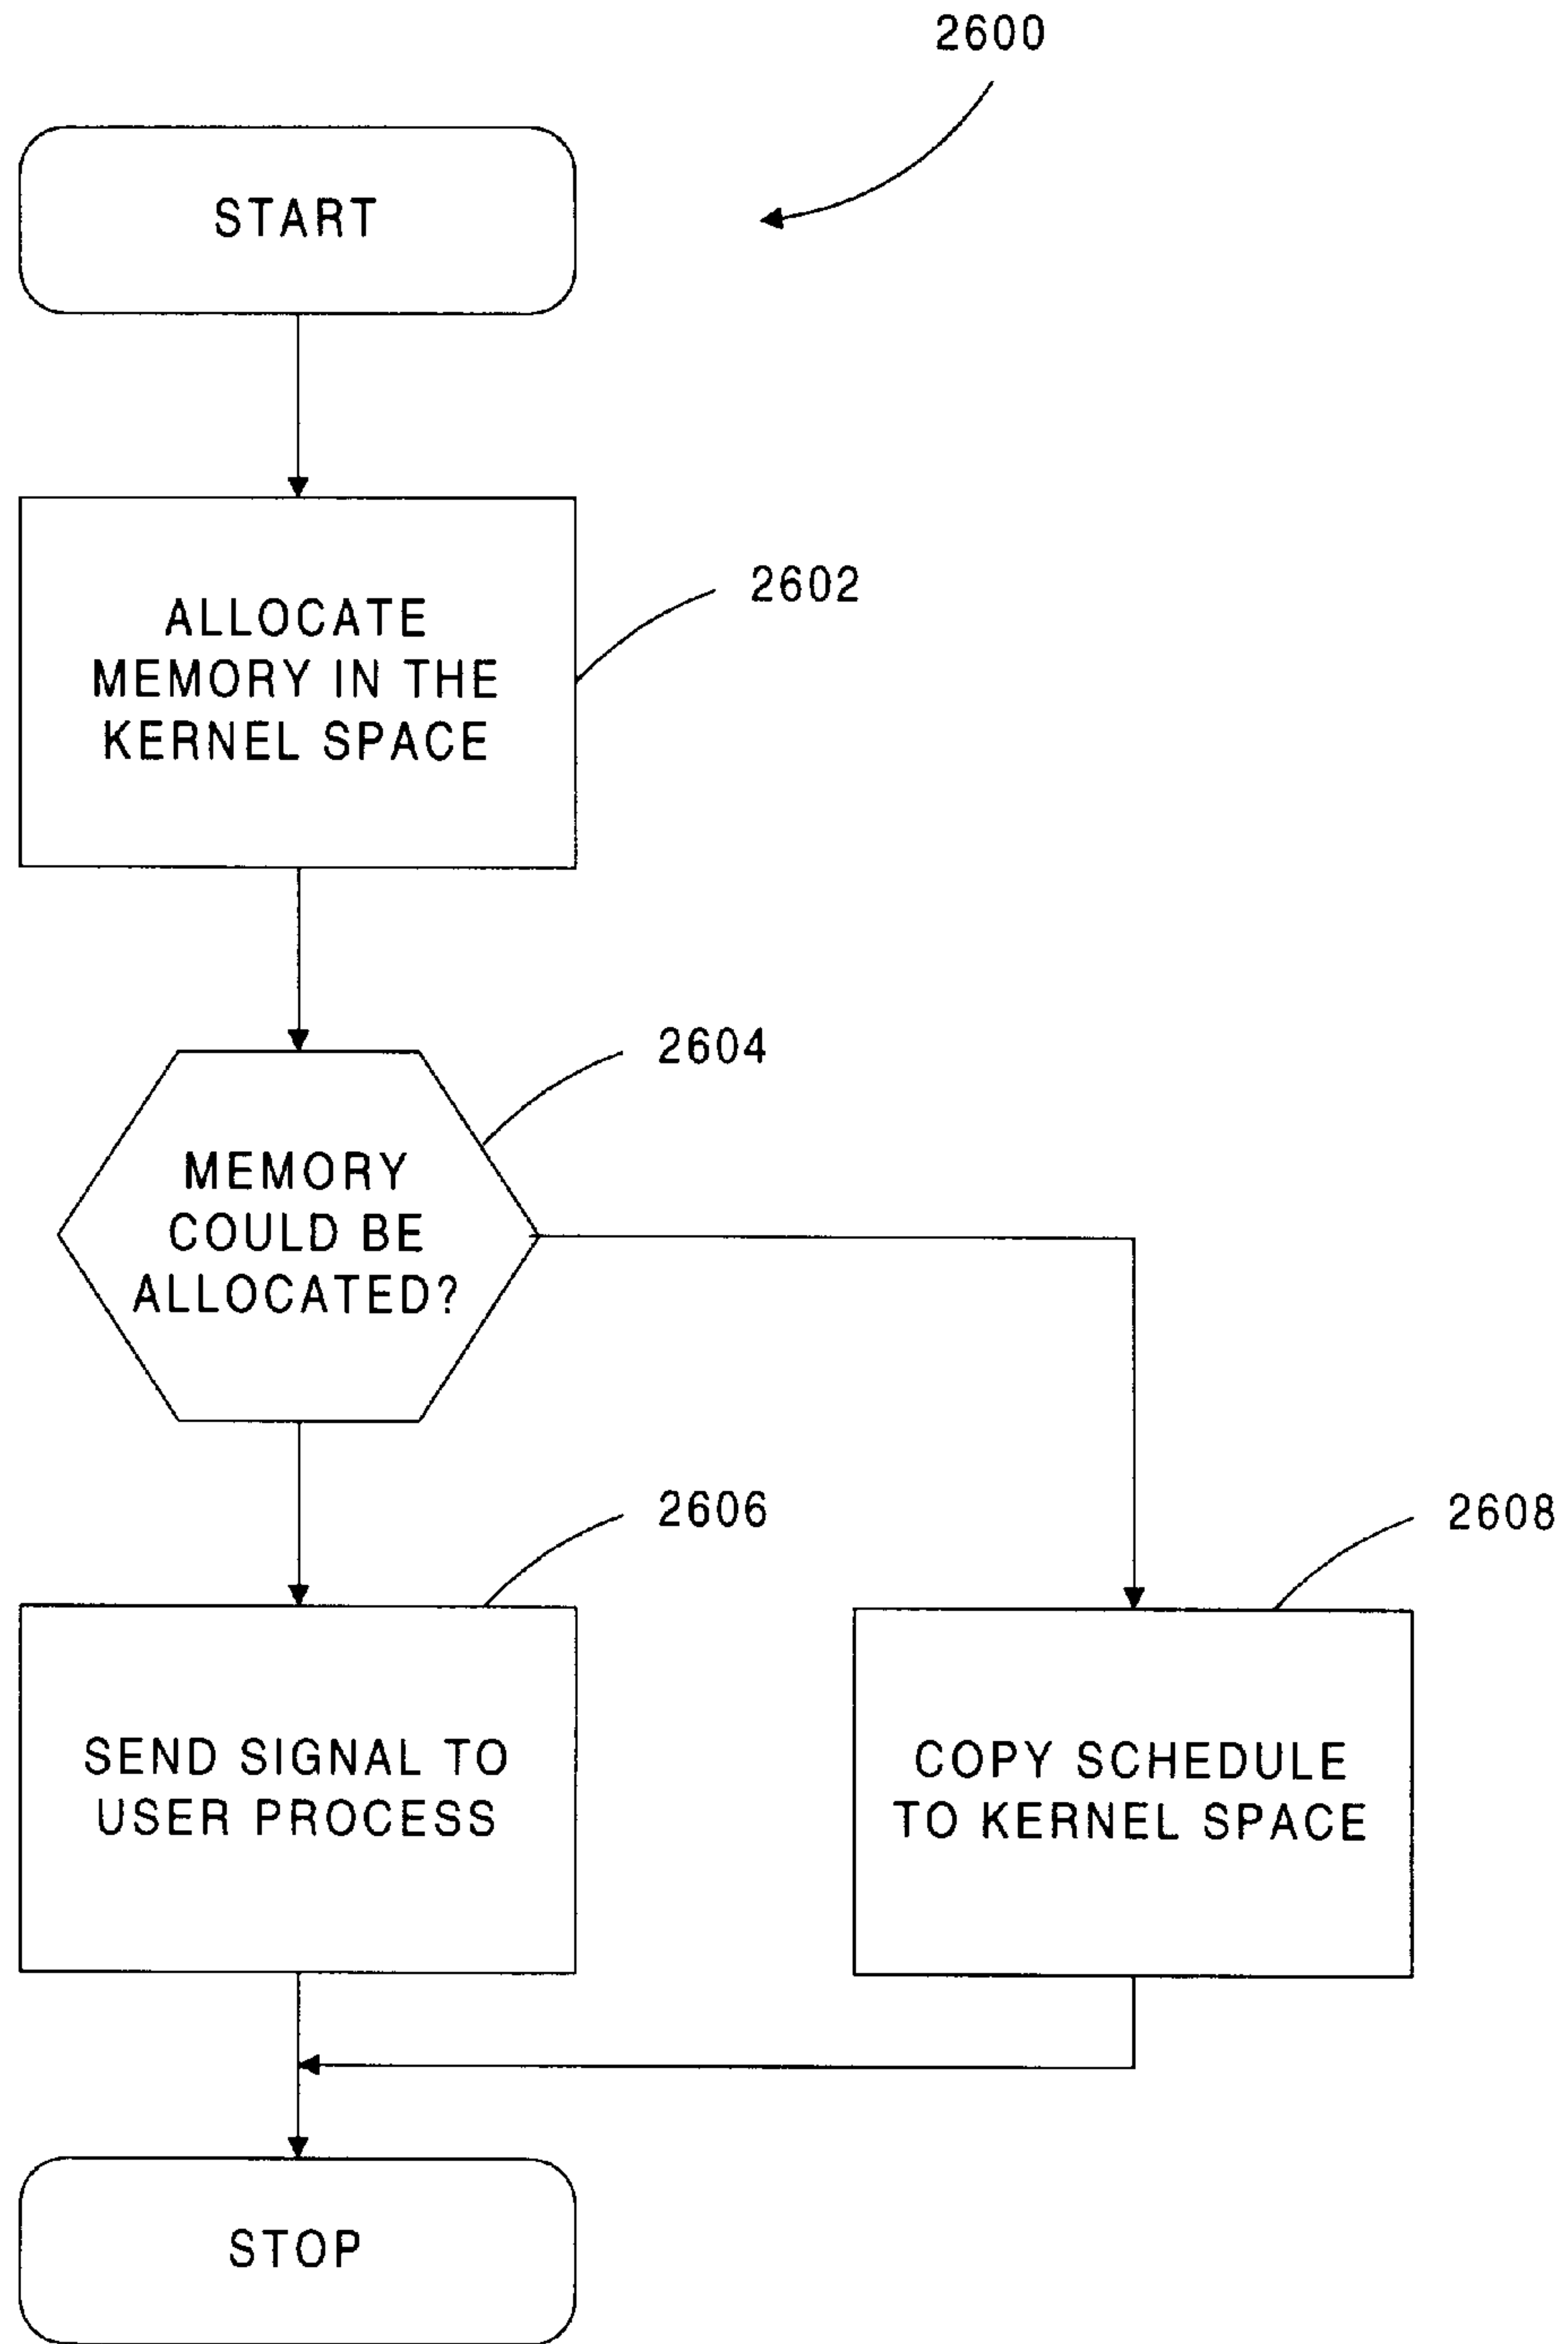 2600
START
2602
ALLOCATE
MEMORY IN THE
KERNEL SPACE
2604
MEMORY
COULD BE
ALLOCATED?
2606
2608
SEND SIGNAL TO
USER PROCESS
COPY SCHEDULE
TO KERNEL SPACE
STOP